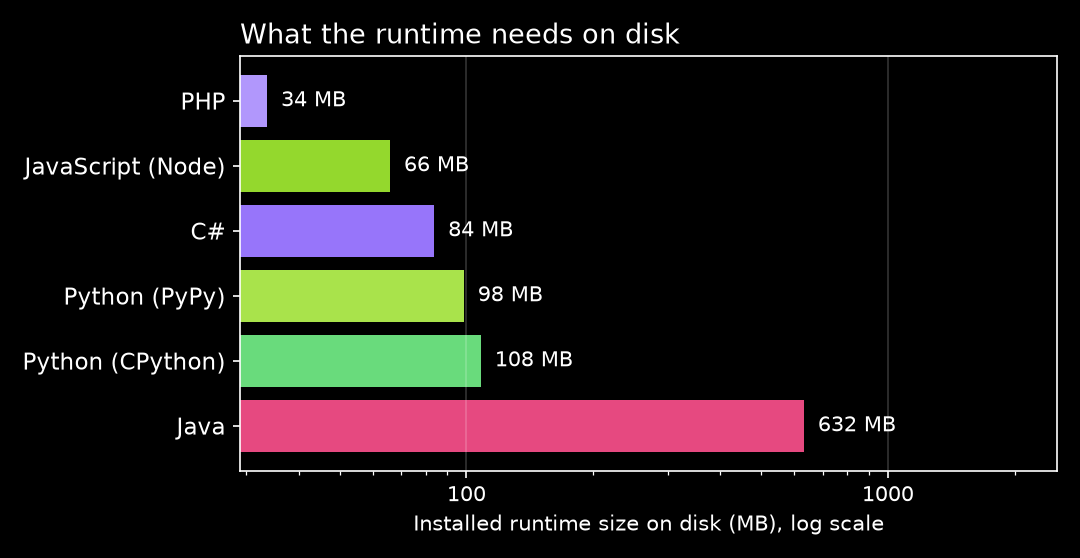 What the runtime needs on disk
PHP
34 MB
JavaScript (Node)
66 MB
C#
84 MB
Python (PyPy)
98 MB
Python (CPython)
108 MB
Java
632 MB
100
1000
Installed runtime size on disk (MB), log scale